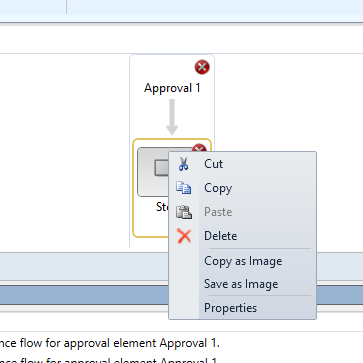 Approval 1
Cut
Copy
Paste
Delete
Copy as Image
Save as Image
Properties
nce flow for approval element Approval 1.
nce flow for approval element Approval 1